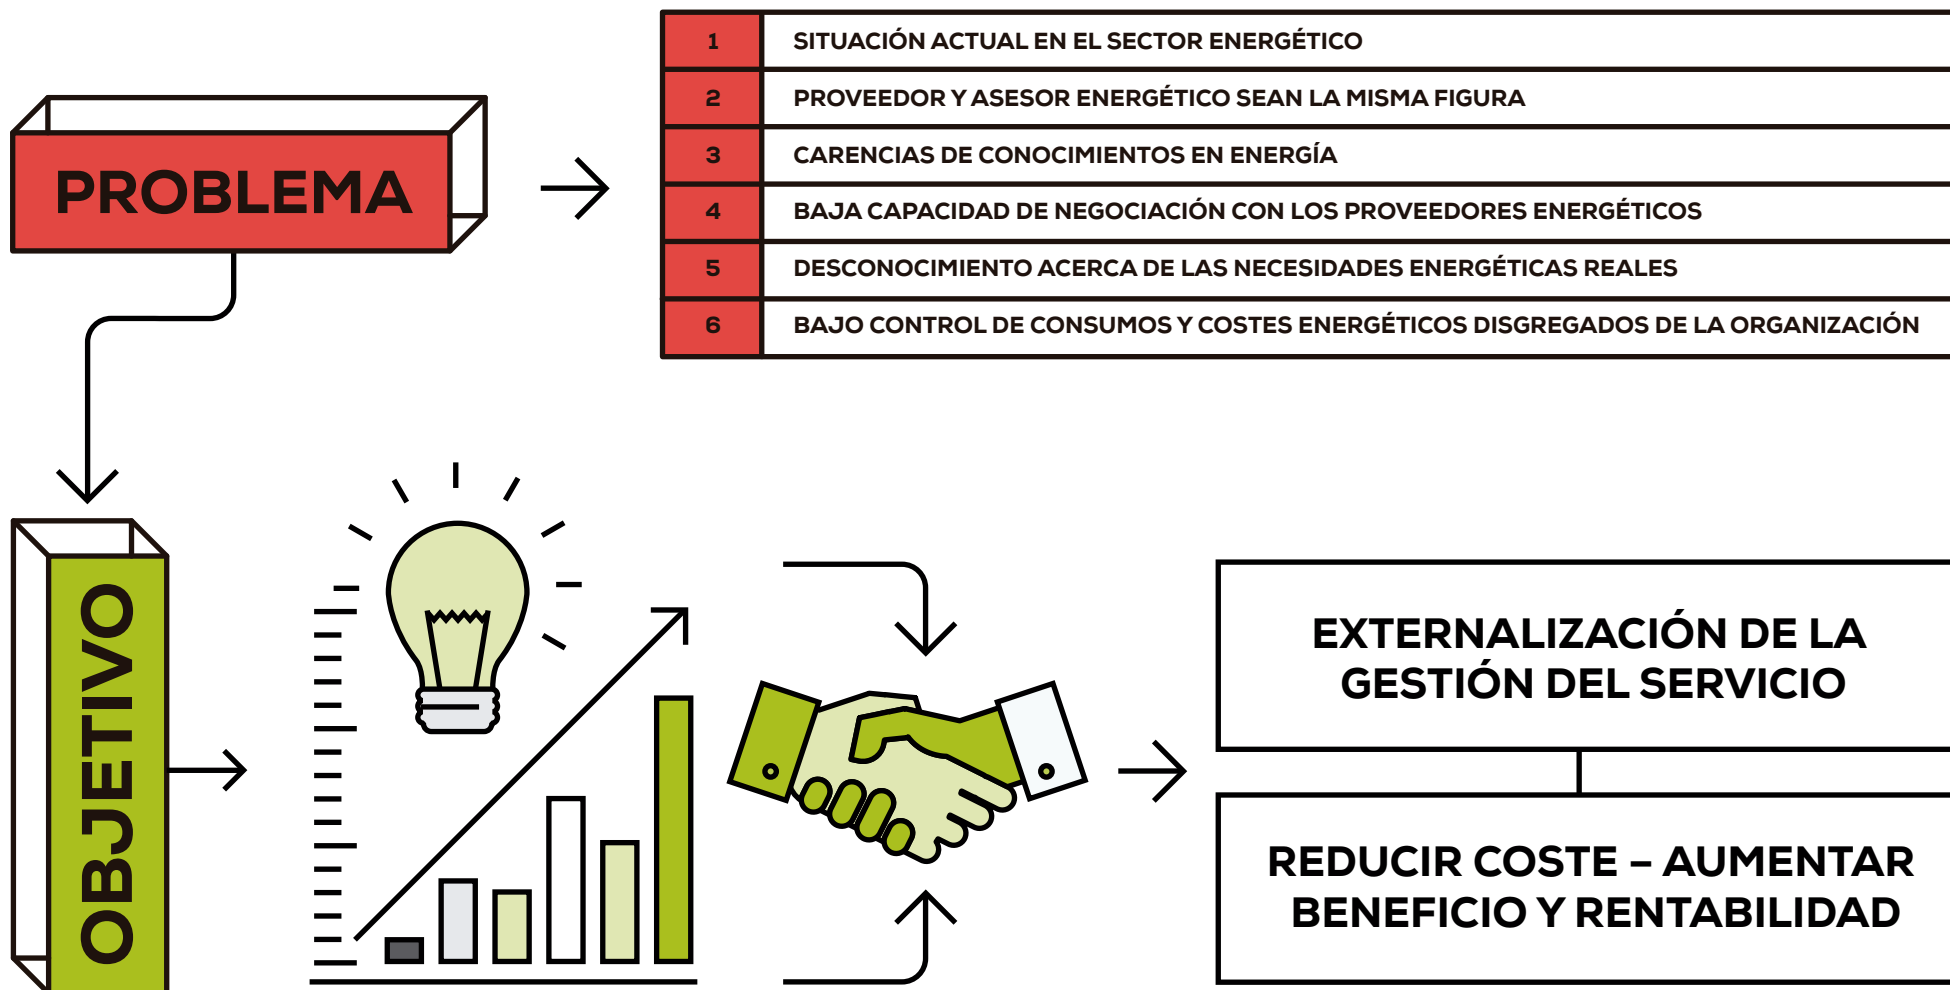 PROBLEMA
1 SITUACIÓN ACTUAL EN EL SECTOR ENERGÉTICO
2 PROVEEDOR Y ASESOR ENERGÉTICO SEAN LA MISMA FIGURA
3 CARENCIAS DE CONOCIMIENTOS EN ENERGÍA
4 BAJA CAPACIDAD DE NEGOCIACIÓN CON LOS PROVEEDORES ENERGÉTICOS
5 DESCONOCIMIENTO ACERCA DE LAS NECESIDADES ENERGÉTICAS REALES
6 BAJO CONTROL DE CONSUMOS Y COSTES ENERGÉTICOS DISGREGADOS DE LA ORGANIZACIÓN
OBJETIVO
EXTERNALIZACIÓN DE LA
GESTIÓN DEL SERVICIO
REDUCIR COSTE – AUMENTAR
BENEFICIO Y RENTABILIDAD